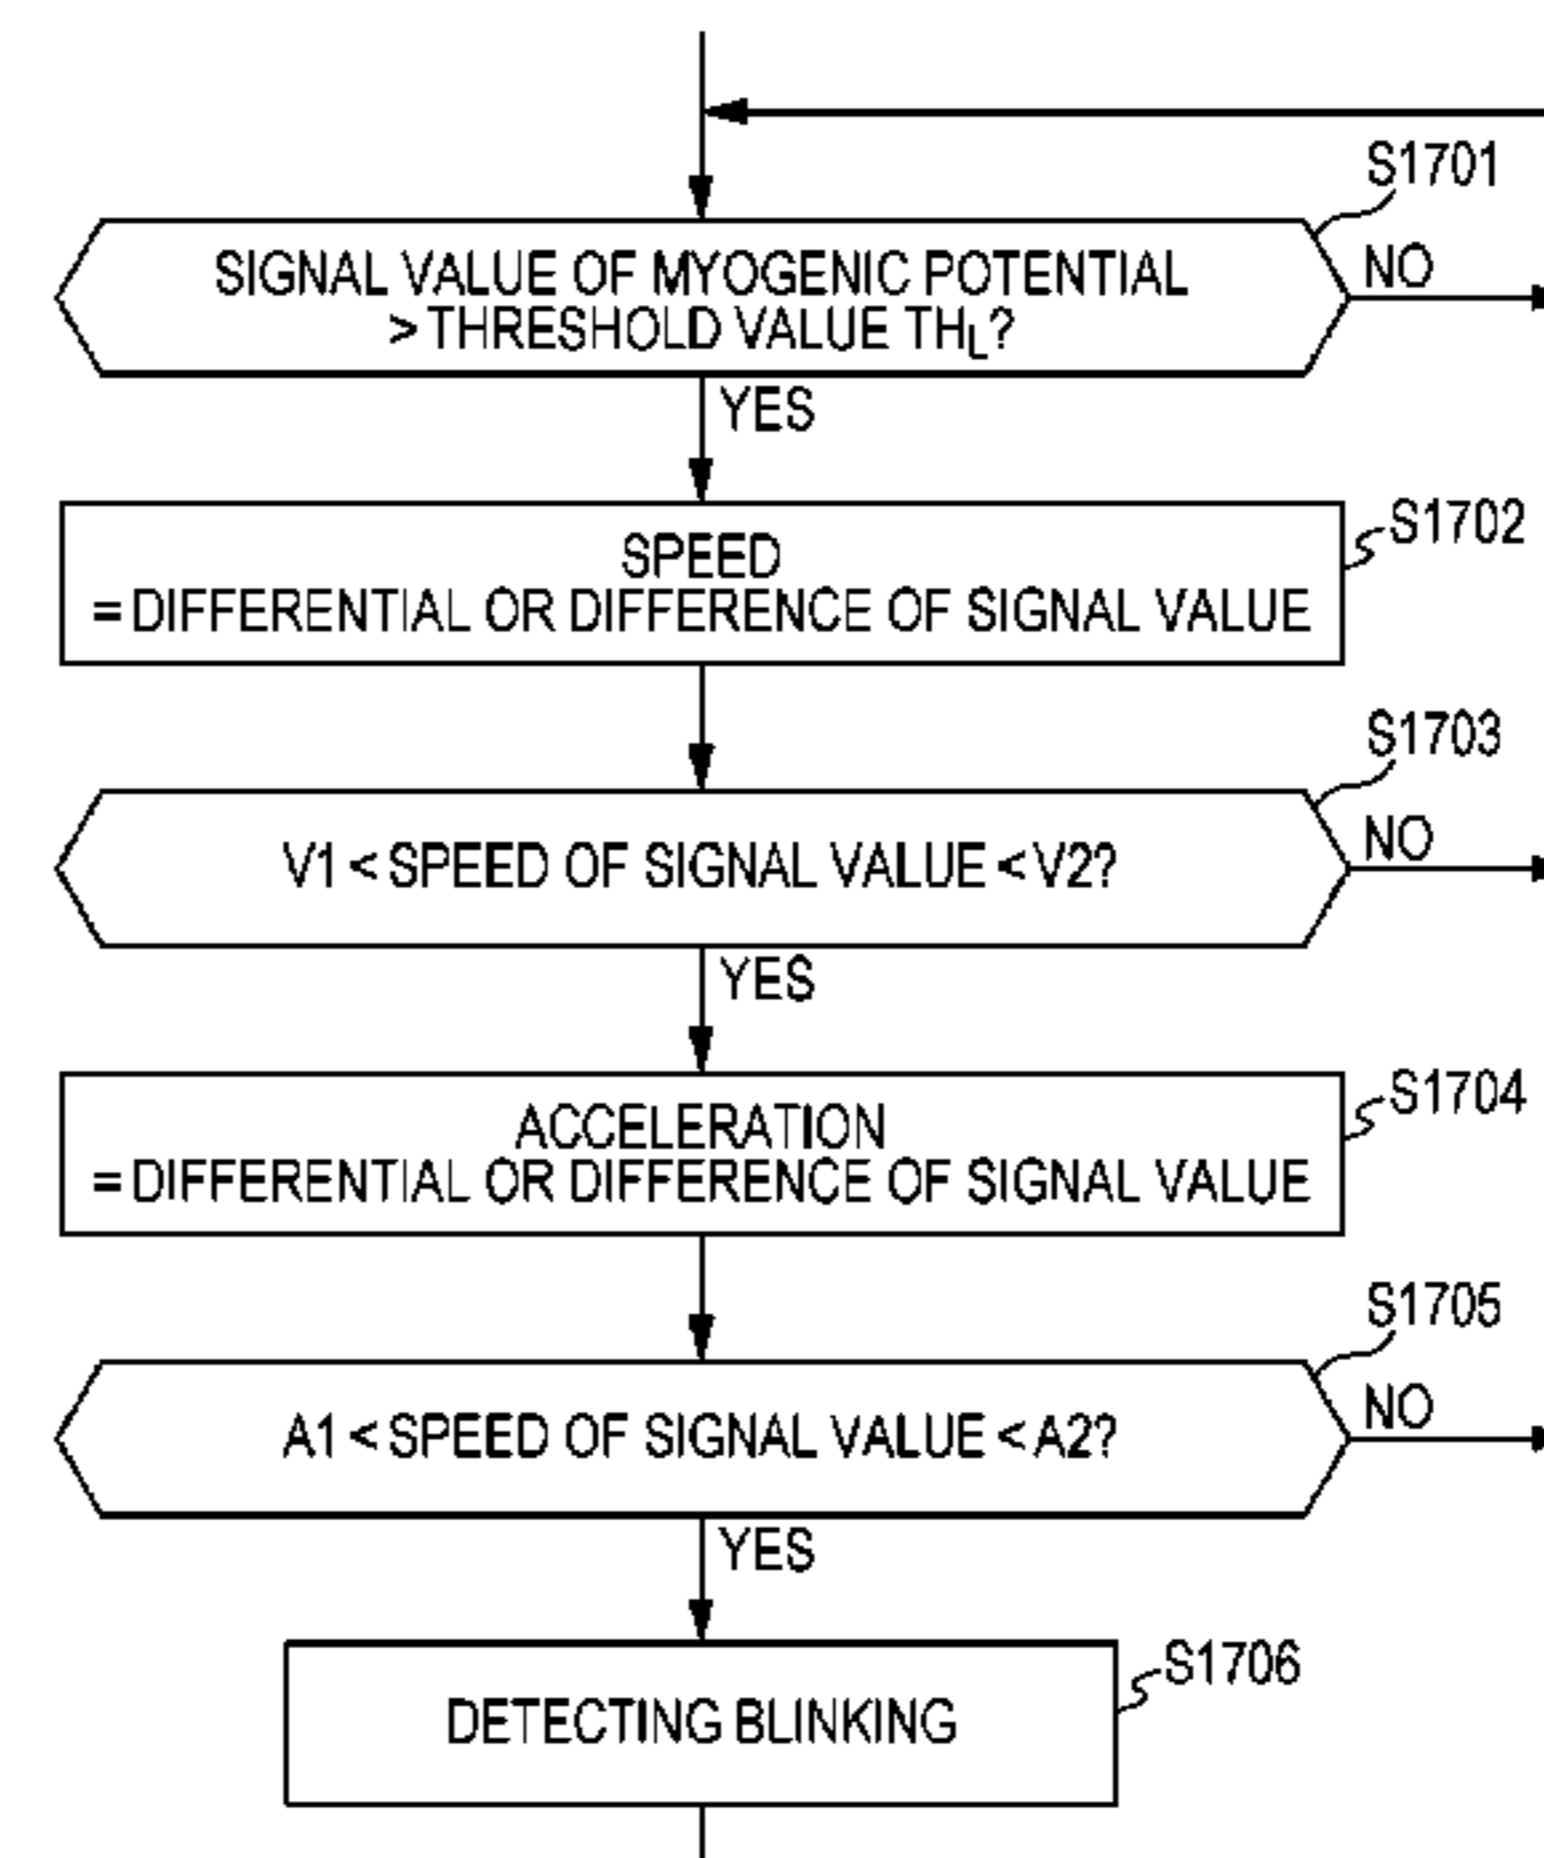 S1701
SIGNAL VALUE OF MYOGENIC POTENTIAL
> THRESHOLD VALUE THL?
NO
YES
S1702
SPEED
= DIFFERENTIAL OR DIFFERENCE OF SIGNAL VALUE
S1703
V1 < SPEED OF SIGNAL VALUE < V2?
NO
YES
S1704
ACCELERATION
= DIFFERENTIAL OR DIFFERENCE OF SIGNAL VALUE
S1705
A1 < SPEED OF SIGNAL VALUE < A2?
NO
YES
S1706
DETECTING BLINKING